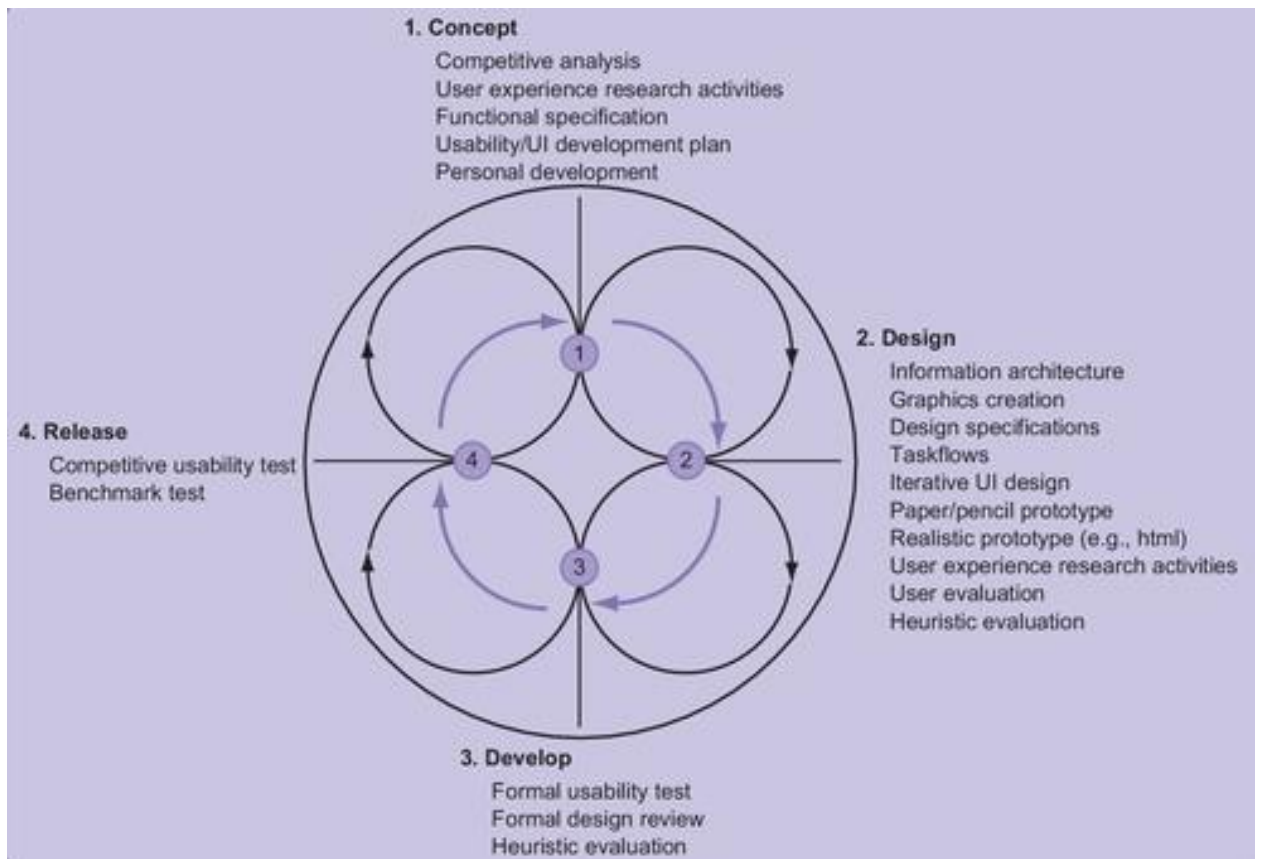 1. Concept
Competitive analysis
User experience research activities
Functional specification
Usability/UI development plan
Personal development
1
2. Design
Information architecture
Graphics creation
Design specifications
Taskflows
Iterative UI design
Paper/pencil prototype
Realistic prototype (e.g., html)
User experience research activities
User evaluation
Heuristic evaluation
4. Release
Competitive usability test
Benchmark test
4
2
3
3. Develop
Formal usability test
Formal design review
Heuristic evaluation